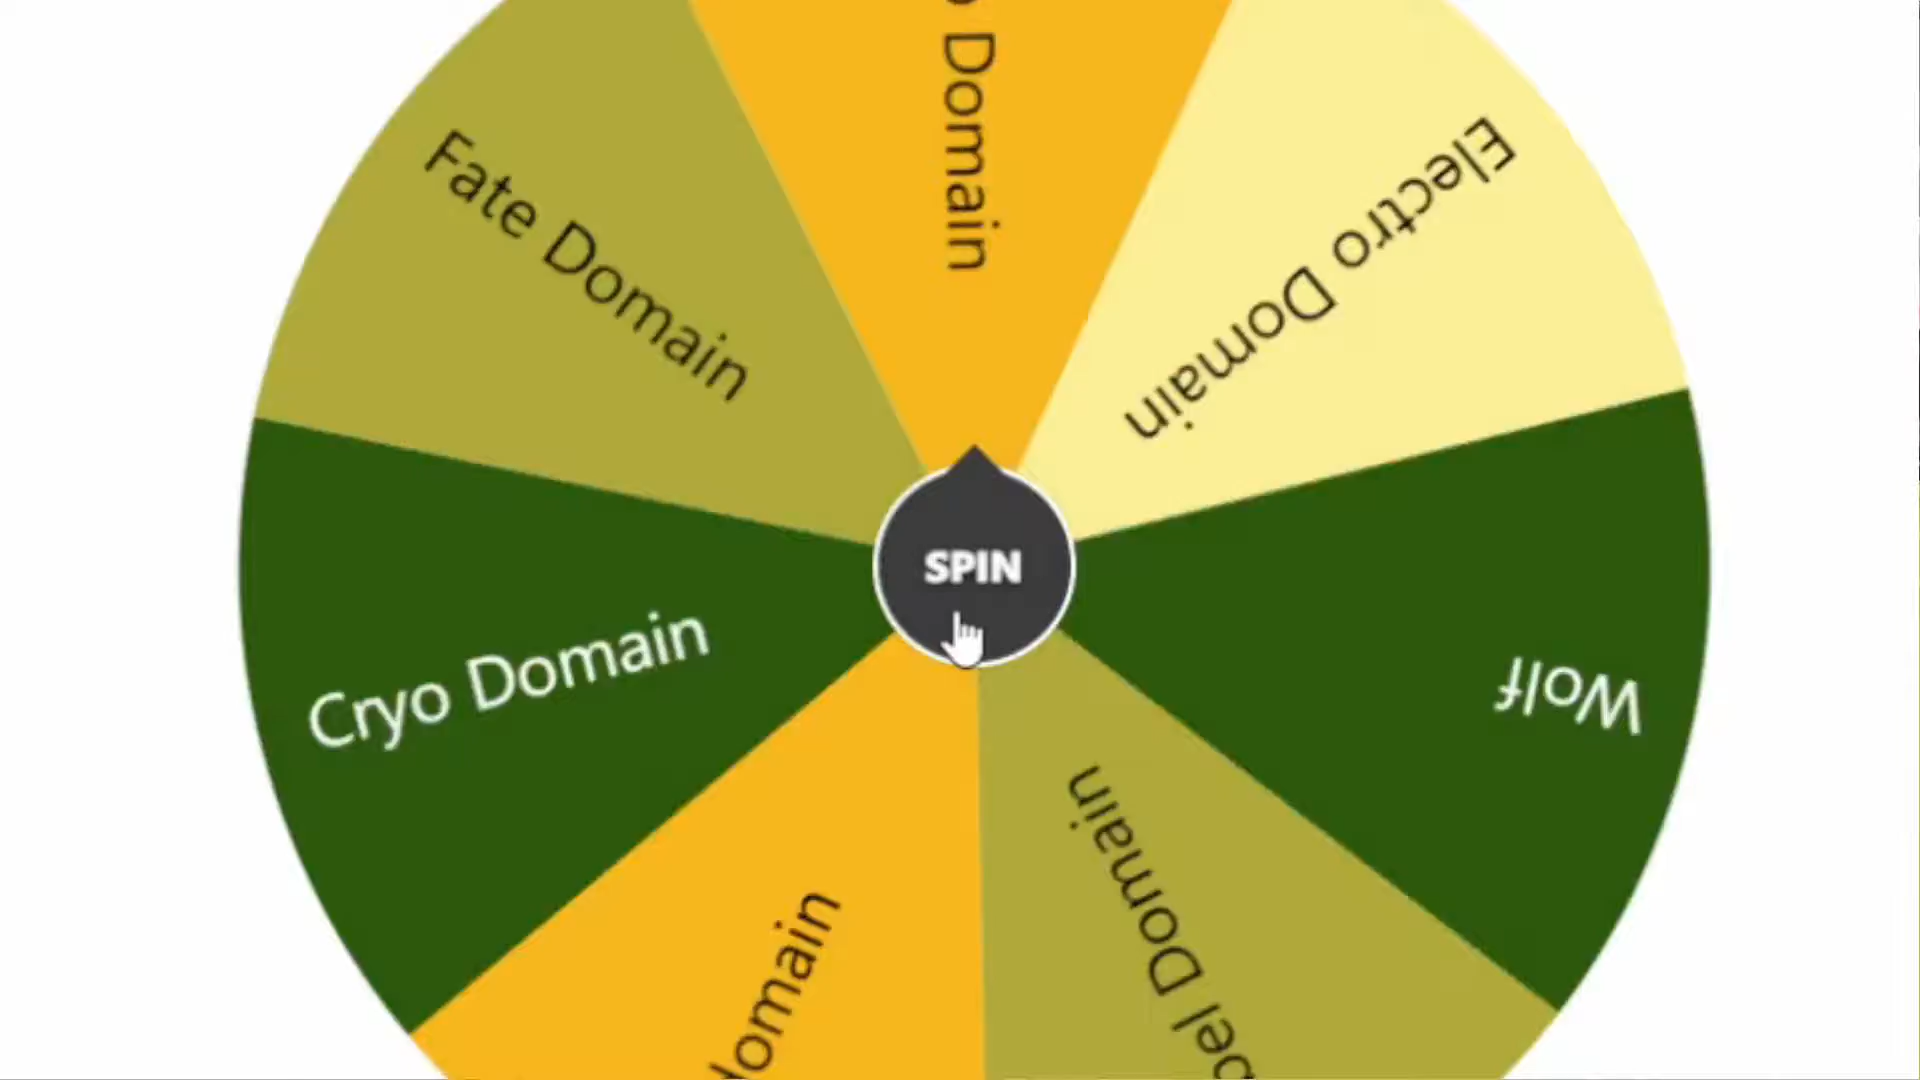 Domain
Electro Domain
Fate Domain
SPIN
Cryo Domain
Wolf
Domain